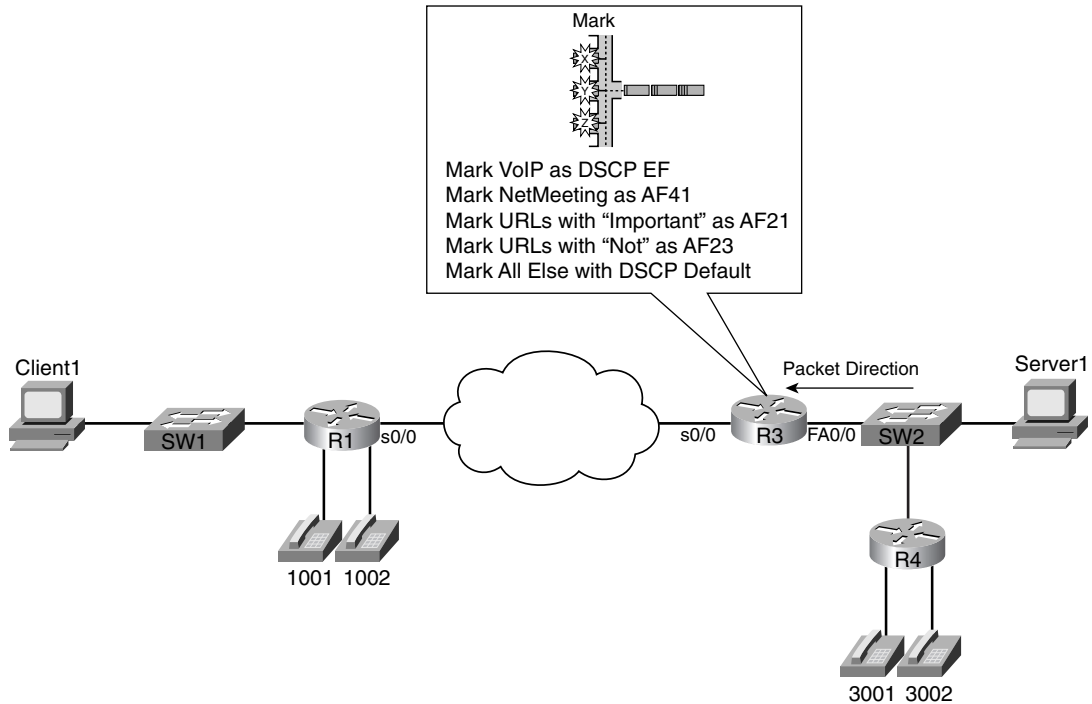 Mark
X
Y
Z
Mark VoIP as DSCP EF
Mark NetMeeting as AF41
Mark URLs with “Important” as AF21
Mark URLs with “Not” as AF23
Mark All Else with DSCP Default
Client1
Packet Direction
Server1
SW1
R1
s0/0
s0/0
R3
FA0/0
SW2
1001 1002
R4
3001 3002